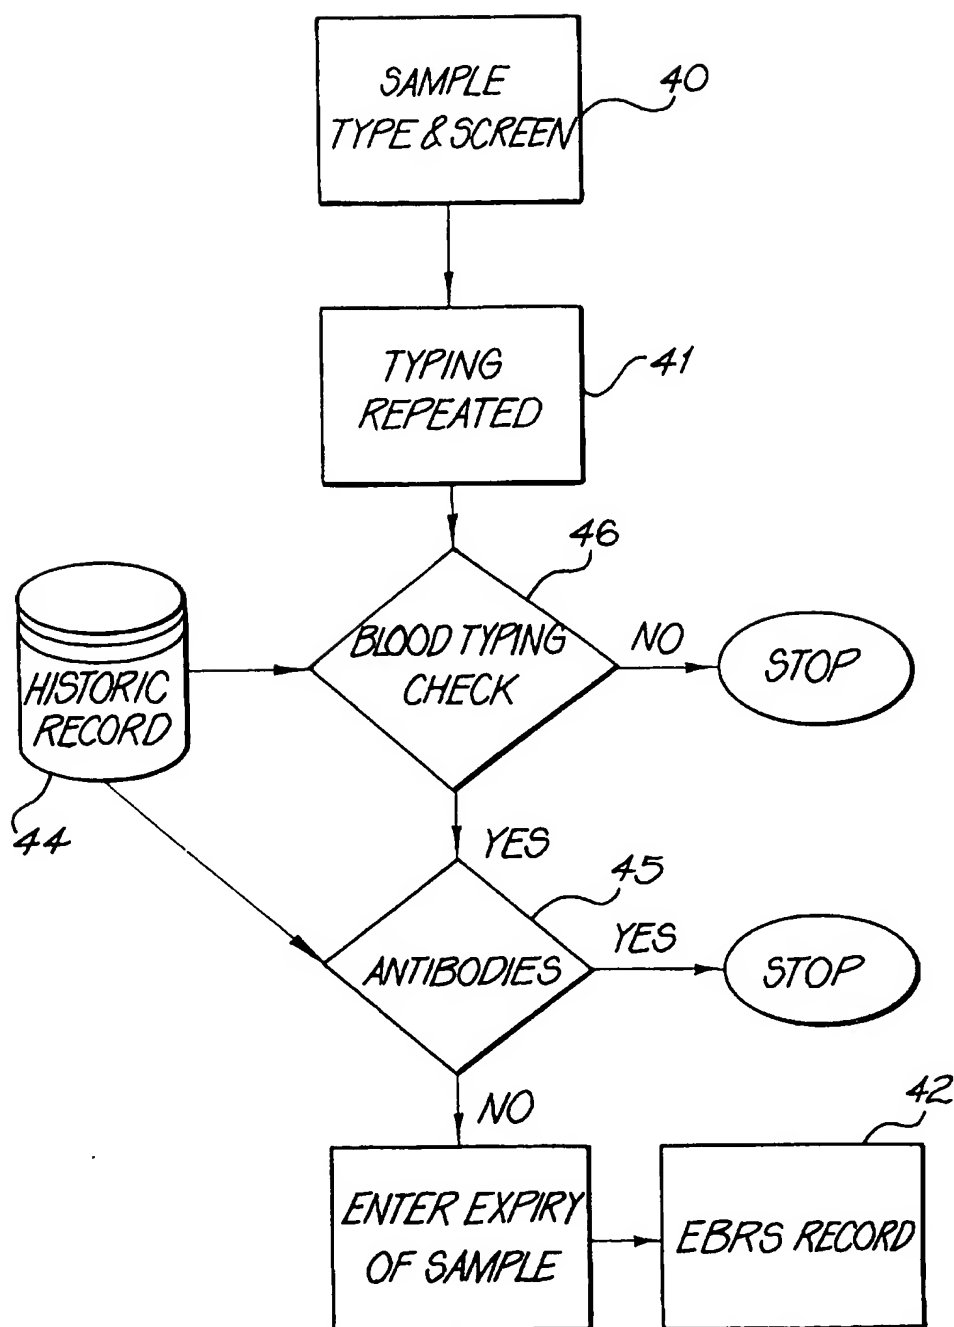 SAMPLE
TYPE & SCREEN
40
TYPING
REPEATED
41
46
BLOOD TYPING
CHECK
NO
STOP
HISTORIC
RECORD
44
YES
45
ANTIBODIES
YES
STOP
NO
42
ENTER EXPIRY
OF SAMPLE
EBRS RECORD